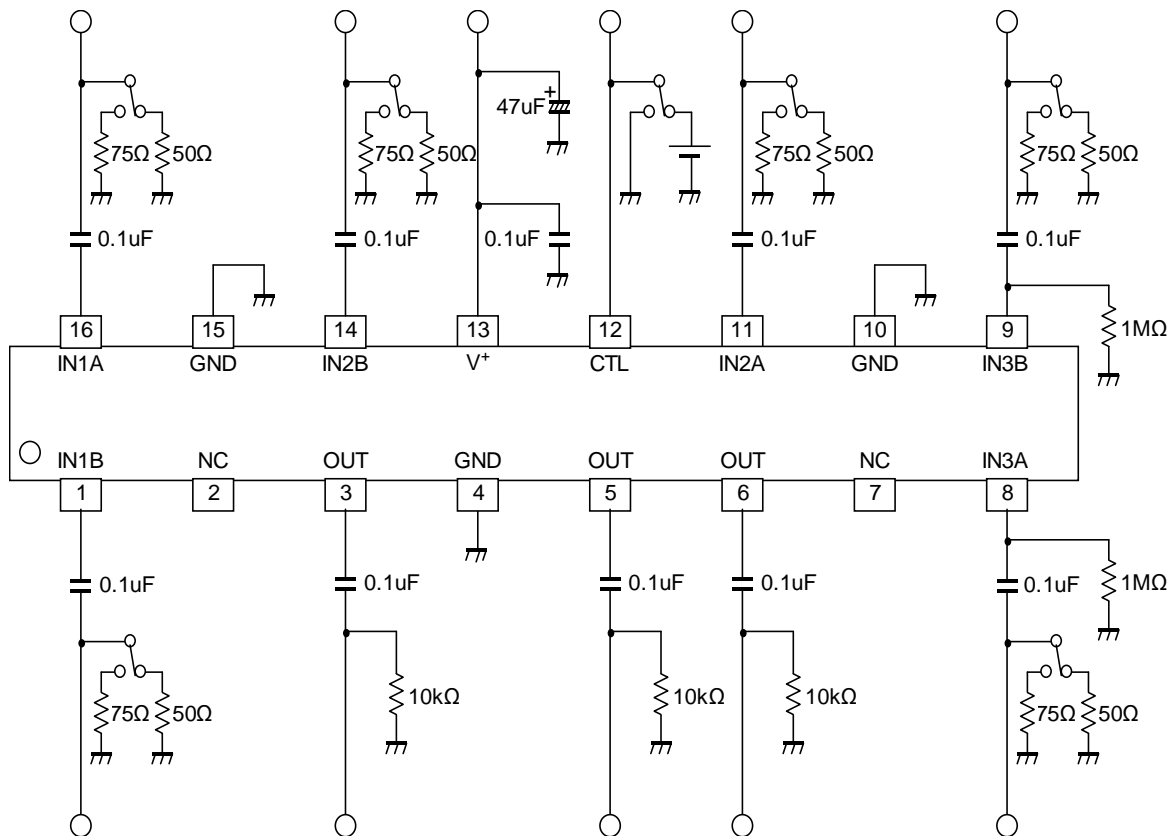 +
47uF
75Ω 50Ω 75Ω 50Ω 75Ω 50Ω 75Ω 50Ω
0.1uF 0.1uF 0.1uF 0.1uF 0.1uF
16 15 14 13 12 11 10 9
1MΩ
IN1A GND IN2B V+ CTL IN2A GND IN3B
IN1B NC OUT GND OUT OUT NC IN3A
1 2 3 4 5 6 7 8
0.1uF 0.1uF 0.1uF 0.1uF 0.1uF 1MΩ
10kΩ 10kΩ 10kΩ
75Ω 50Ω 75Ω 50Ω